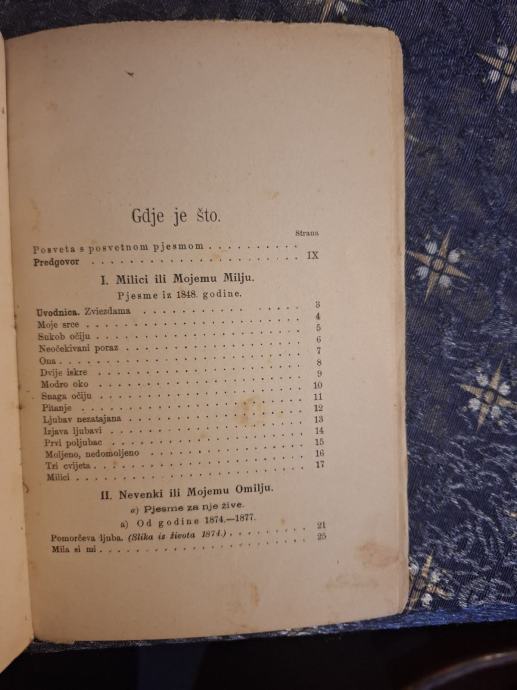 Gdje je što.
Strana
Posveta s posvetnom pjesmom . . . . . . . . . .
Predgovor . . . . . . . . . . . . . . . . . . . . IX
I. Milici ili Mojemu Milju.
Pjesme iz 1848. godine.
Uvodnica. Zviezdama . . . . . . . . . . 3
Moje srce . . . . . . . . . . 4
Sukob očiju . . . . . . . . . . 5
Neočekivani poraz . . . . . . . . . . 6
Ona . . . . . . . . . . 7
Dvije iskre . . . . . . . . . . 8
Modro oko . . . . . . . . . . 9
Snaga očiju . . . . . . . . . . 10
Pitanje . . . . . . . . . . 11
Ljubav nezatajana . . . . . . . . . . 12
Izjava ljubavi . . . . . . . . . . 13
Prvi poljubac . . . . . . . . . . 14
Moljeno, nedomoljeno . . . . . . . . . . 15
Tri cvijeta . . . . . . . . . . 16
Milici . . . . . . . . . . 17
II. Nevenki ili Mojemu Omilju.
a) Pjesme za nje žive.
a) Od godine 1874.—1877.
Pomorčeva ljuba. (Slika iz života 1874.) . . . . . . . . 21
Mila si mi . . . . . . . . . . 25